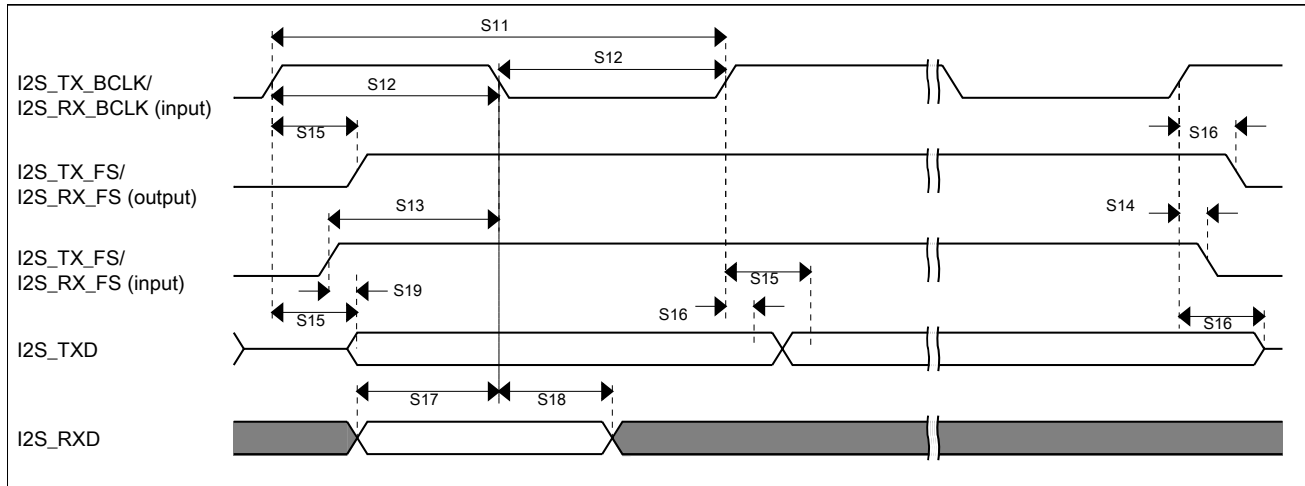 S11
I2S_TX_BCLK/
I2S_RX_BCLK (input)
S12
S12
S15
S16
I2S_TX_FS/
I2S_RX_FS (output)
S13
S14
I2S_TX_FS/
I2S_RX_FS (input)
S19
S15
S15
S16
S16
I2S_TXD
S17
S18
I2S_RXD